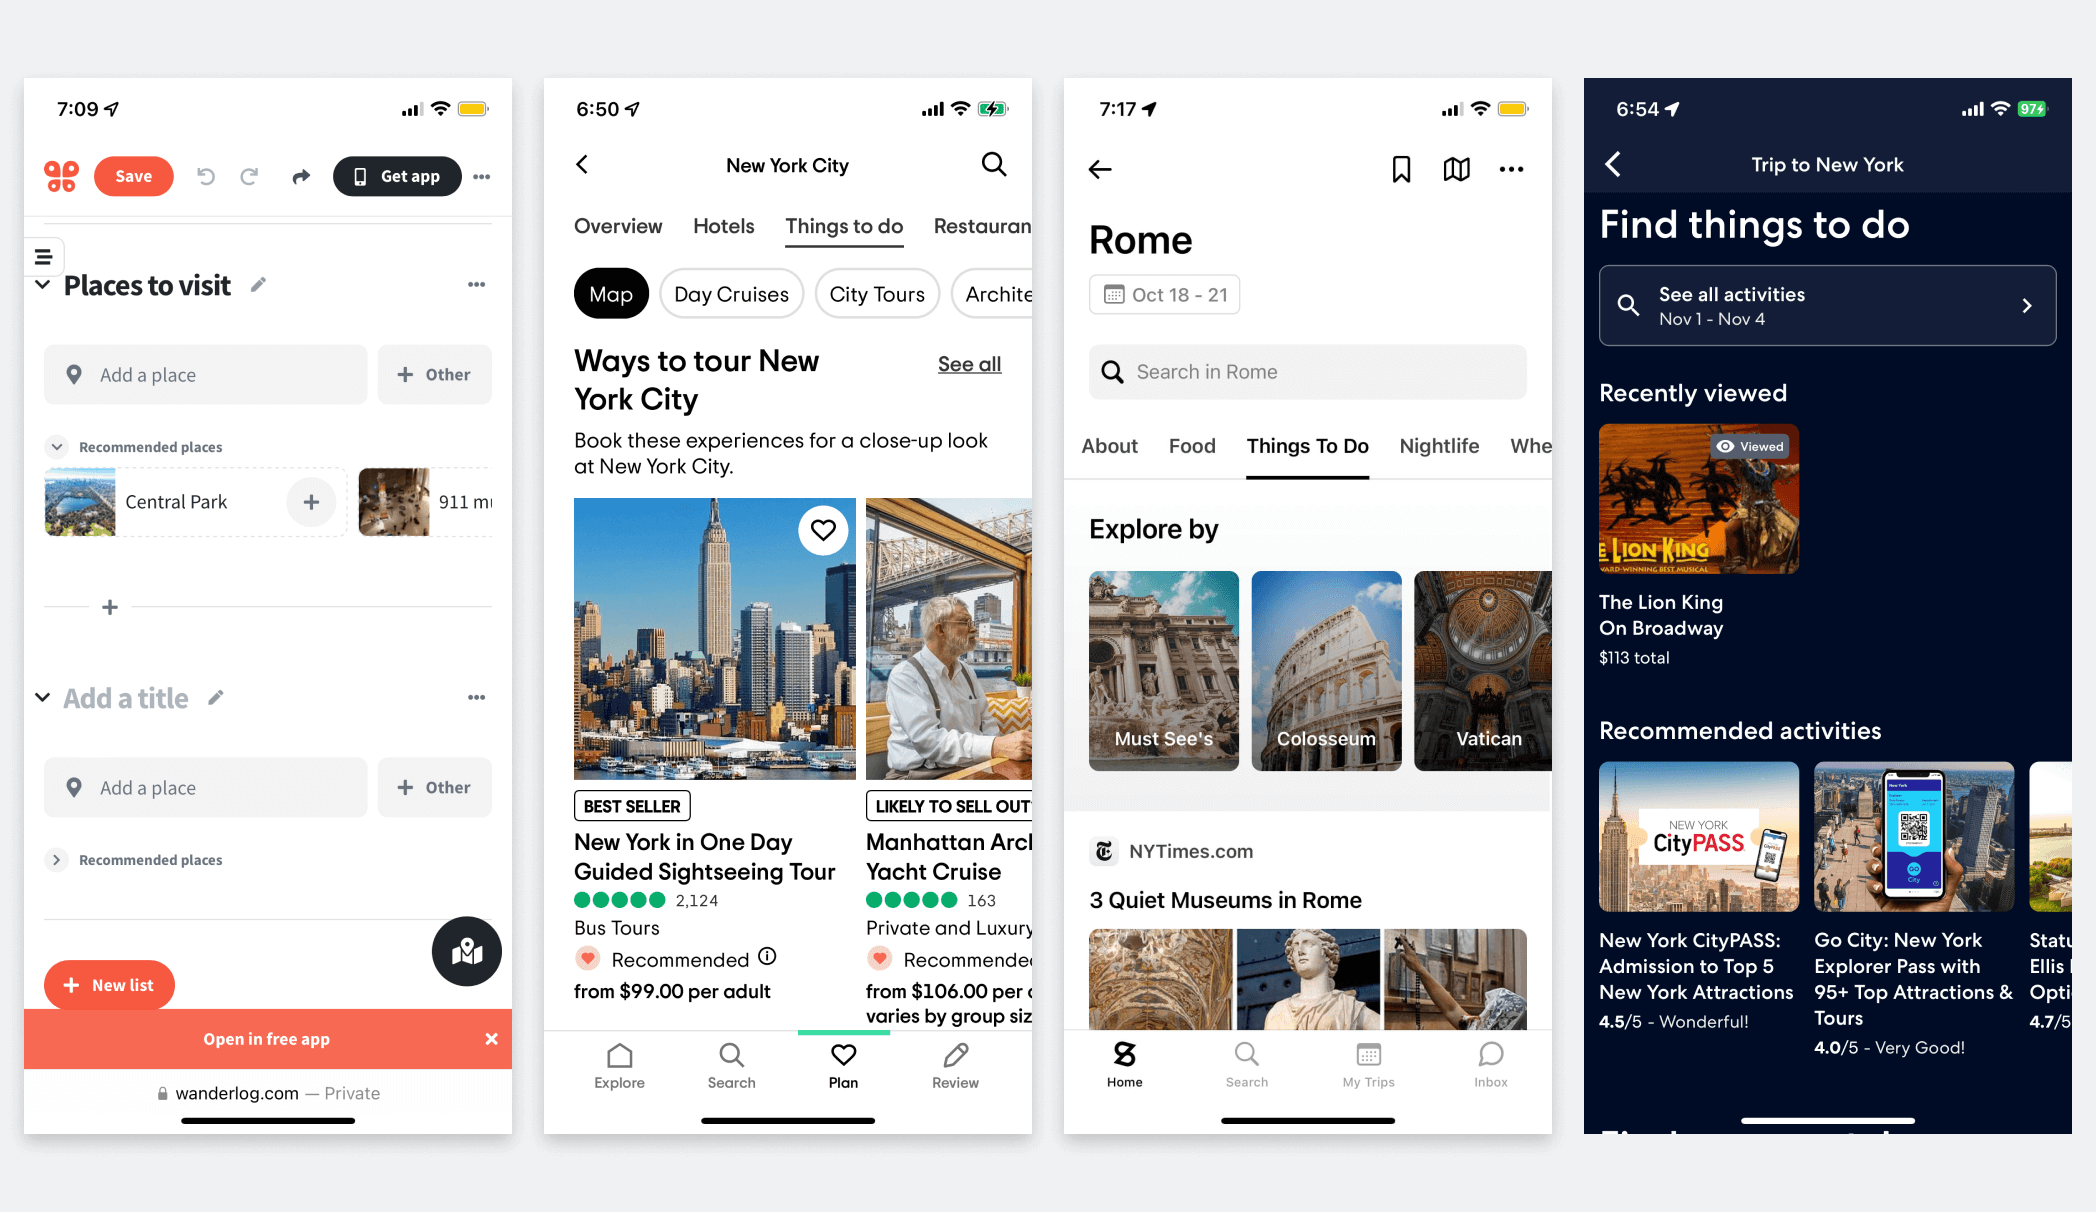 7:09
Save
Get app
Places to visit
Add a place
Other
Recommended places
Central Park
911 mu
Add a title
Add a place
Other
Recommended places
New list
Open in free app
wanderlog.com — Private
6:50
New York City
Overview Hotels Things to do Restauran
Map Day Cruises City Tours Archite
Ways to tour New
York City
See all
Book these experiences for a close-up look
at New York City.
BEST SELLER
New York in One Day
Guided Sightseeing Tour
2,124
Bus Tours
Recommended
from $99.00 per adult
LIKELY TO SELL OUT
Manhattan Arc
Yacht Cruise
163
Private and Luxury
Recommended
from $106.00 per
varies by group siz
Explore Search Plan Review
7:17
Rome
Oct 18 - 21
Search in Rome
About Food Things To Do Nightlife Whe
Explore by
Must See's
Colosseum
Vatican
NYTimes.com
3 Quiet Museums in Rome
Home Search My Trips Inbox
6:54
97
Trip to New York
Find things to do
See all activities
Nov 1 - Nov 4
Recently viewed
Viewed
LION KING
WARD-WINNING BEST MUSICAL
The Lion King
On Broadway
$113 total
Recommended activities
NEW YORK
CityPASS
New York
GO
City
New York CityPASS:
Admission to Top 5
New York Attractions
4.5/5 - Wonderful!
Go City: New York
Explorer Pass with
95+ Top Attractions &
Tours
4.0/5 - Very Good!
Statu
Ellis
Opti
4.7/5